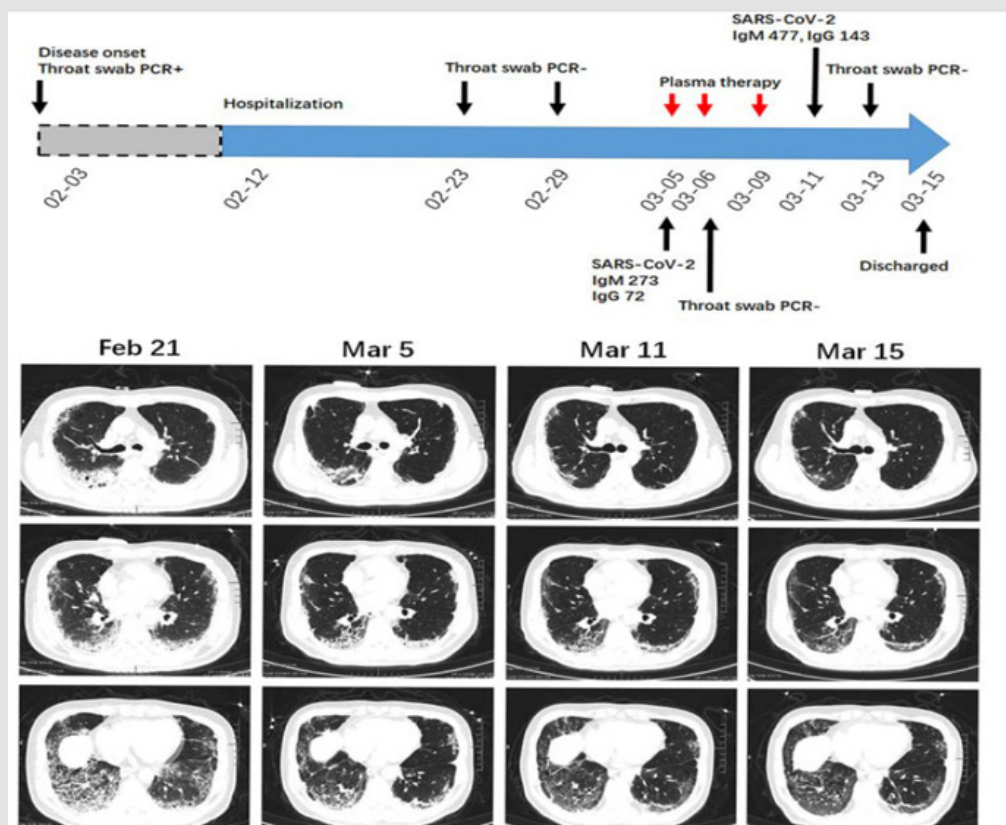 SARS-CoV-2
IgM 477, IgG 143
Disease onset
Throat swab PCR+
Throat swab PCR-
Plasma therapy
Throat swab PCR-
Hospitalization
02-03
02-12
02-23
02-29
03-05
03-06
03-09
03-11
03-13
03-15
SARS-CoV-2
IgM 273
IgG 72
Throat swab PCR-
Discharged
Feb 21
Mar 5
Mar 11
Mar 15